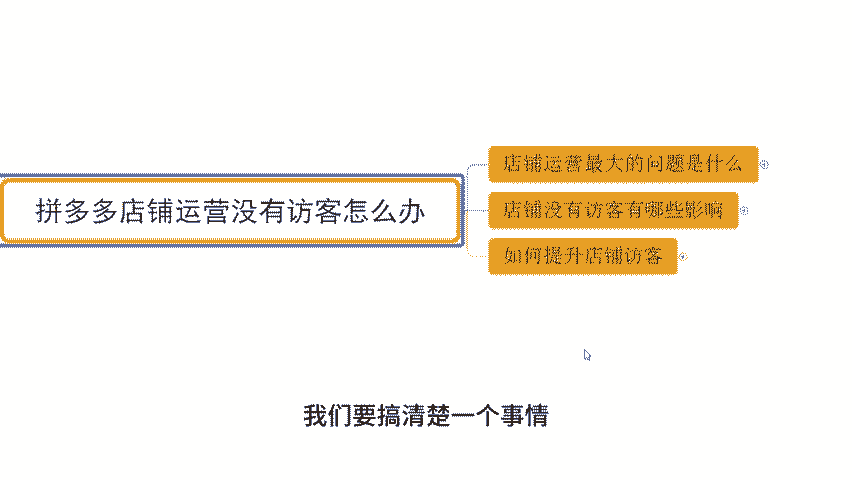 拼多多店铺运营没有访客怎么办
店铺运营最大的问题是什么
店铺没有访客有哪些影响
如何提升店铺访客
我们要搞清楚一个事情